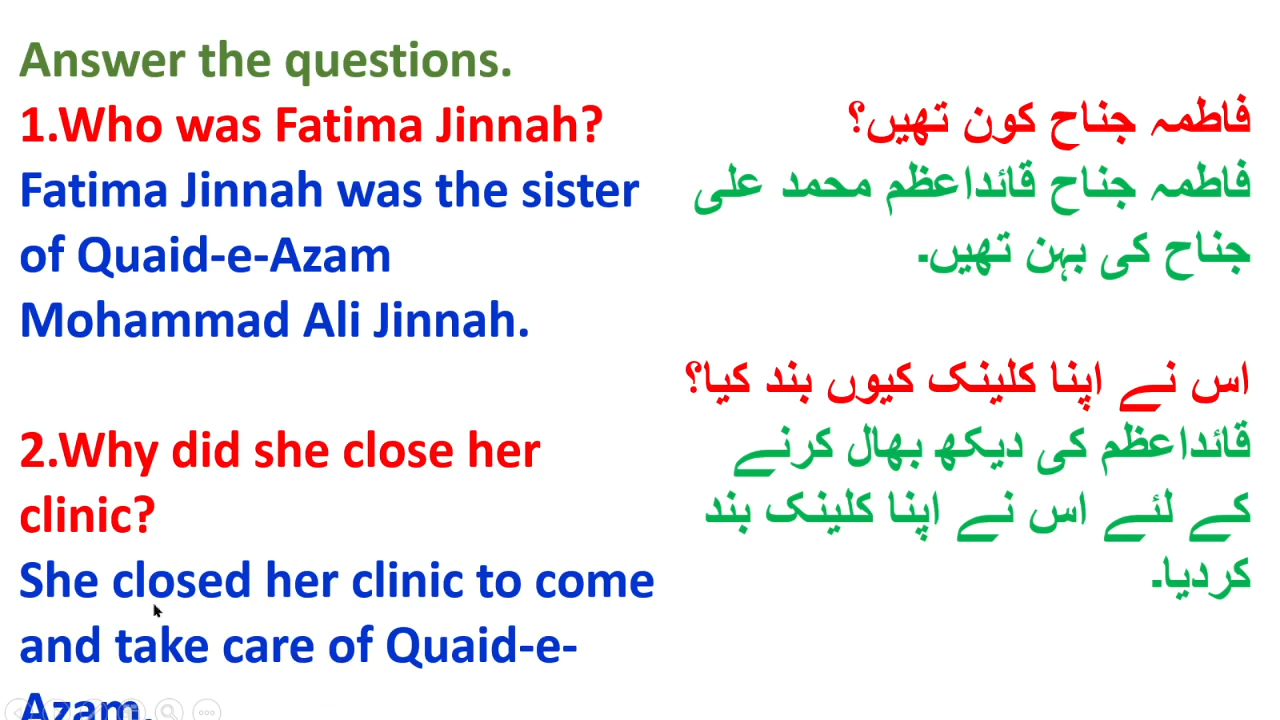 Answer the questions.
1.Who was Fatima Jinnah?
Fatima Jinnah was the sister
of Quaid-e-Azam
Mohammad Ali Jinnah.
2.Why did she close her
clinic?
She closed her clinic to come
and take care of Quaid-e-
Azam.
فاطمہ جناح کون تھیں؟
فاطمہ جناح قائداعظم محمد علی
جناح کی بہن تھیں۔
اس نے اپنا کلینک کیوں بند کیا؟
قائداعظم کی دیکھ بھال کرنے
کے لئے اس نے اپنا کلینک بند
کردیا۔